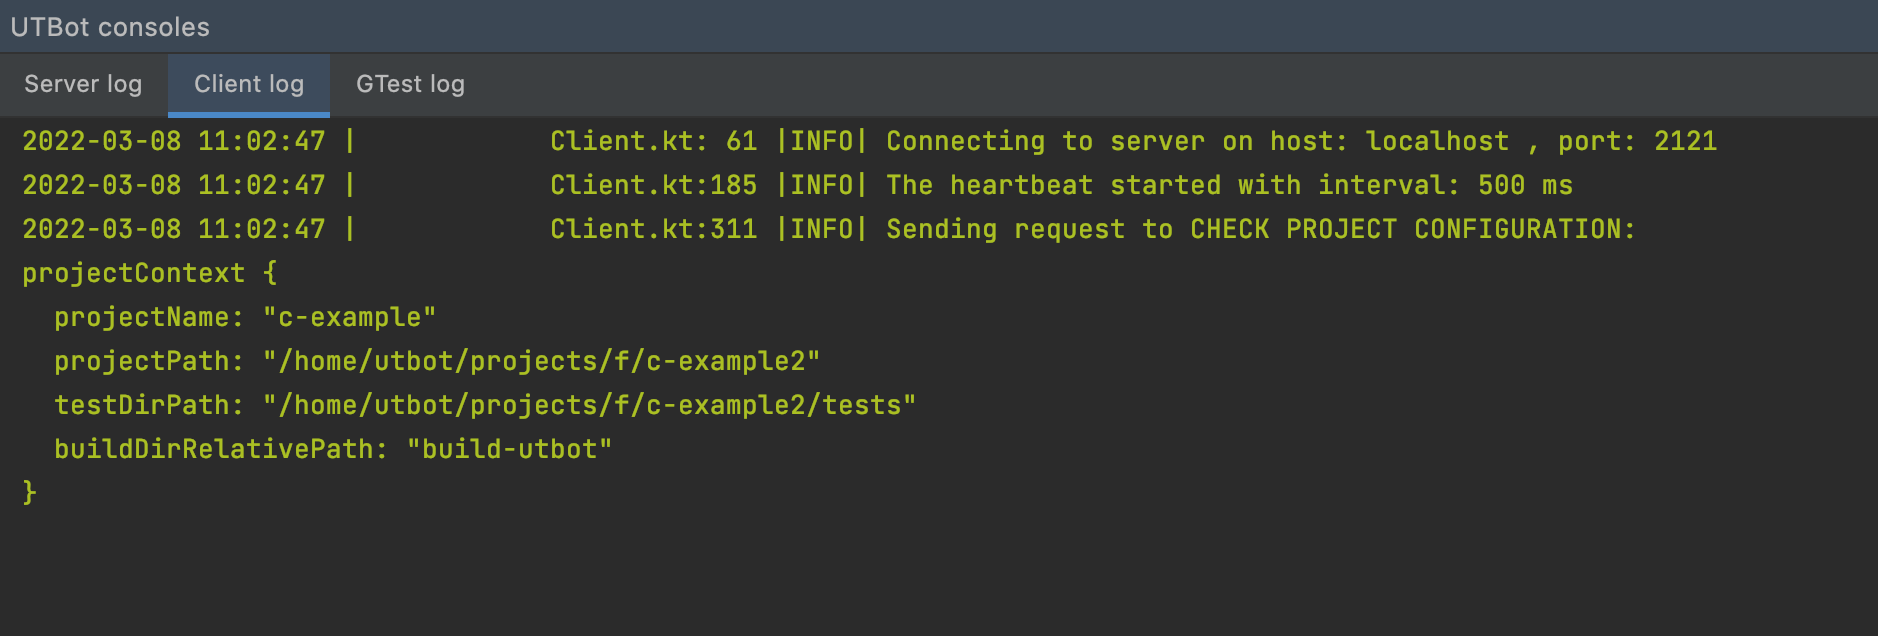 UTBot consoles
Server log Client log GTest log
2022-03-08 11:02:47 |            Client.kt: 61 |INFO| Connecting to server on host: localhost , port: 2121
2022-03-08 11:02:47 |            Client.kt:185 |INFO| The heartbeat started with interval: 500 ms
2022-03-08 11:02:47 |            Client.kt:311 |INFO| Sending request to CHECK PROJECT CONFIGURATION:
projectContext {
  projectName: "c-example"
  projectPath: "/home/utbot/projects/f/c-example2"
  testDirPath: "/home/utbot/projects/f/c-example2/tests"
  buildDirRelativePath: "build-utbot"
}